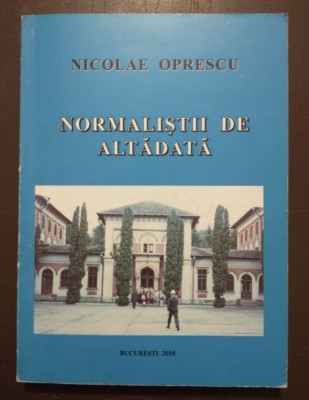 NICOLAE OPRESCU
NORMALIȘTII DE
ALTĂDATĂ
BUCUREȘTI 2010